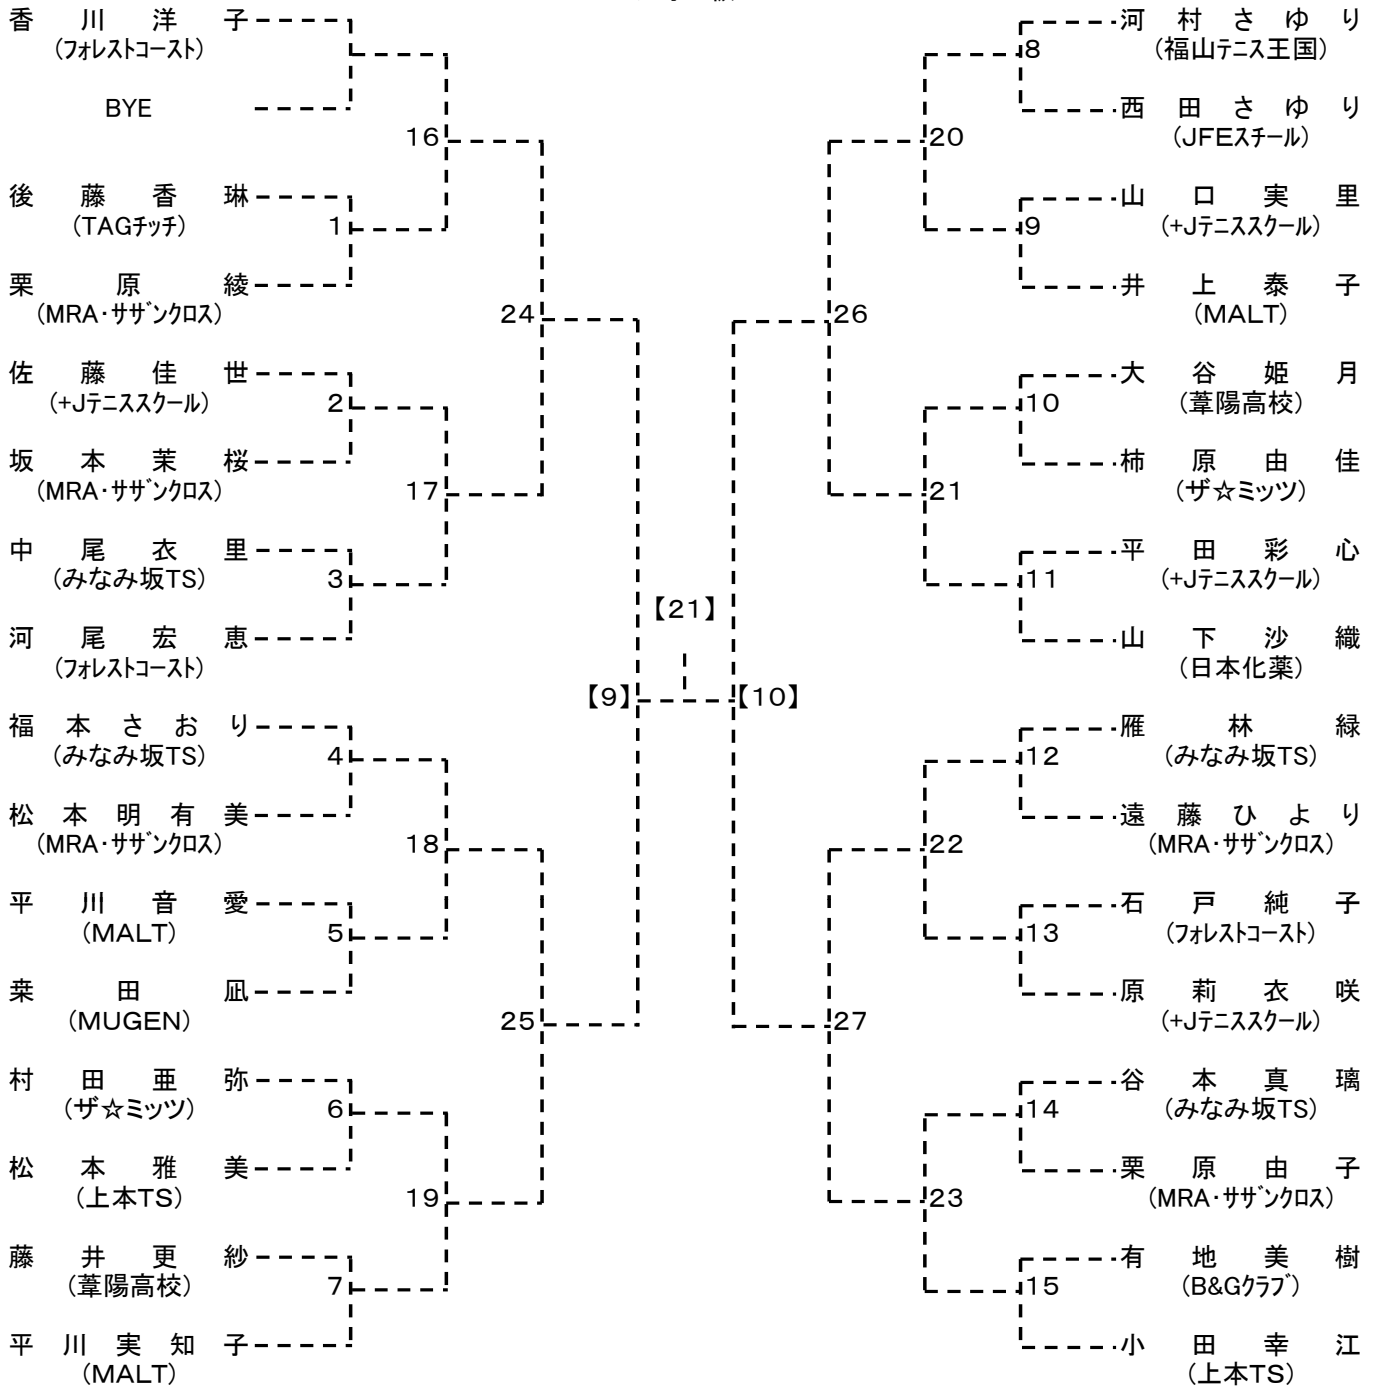 香川洋子
(フォレストコースト)
BYE
16
後藤香琳
(TAGチッチ)
1
栗原綾
(MRA･サザンクロス)
24
佐藤佳世
(+Jテニススクール)
2
坂本茉桜
(MRA･サザンクロス)
17
中尾衣里
(みなみ坂TS)
3
河尾宏恵
(フォレストコースト)
福本さおり
(みなみ坂TS)
4
松本明有美
(MRA･サザンクロス)
18
平川音愛
(MALT)
5
桒田凪
(MUGEN)
25
村田亜弥
(ザ☆ミッツ)
6
松本雅美
(上本TS)
19
藤井更紗
(葦陽高校)
7
平川実知子
(MALT)
【21】
【9】
【10】
河村さゆり
8
(福山テニス王国)
西田さゆり
(JFEスチール)
20
山口実里
9
(+Jテニススクール)
井上泰子
(MALT)
26
大谷姫月
10
(葦陽高校)
柿原由佳
(ザ☆ミッツ)
21
平田彩心
11
(+Jテニススクール)
山下沙織
(日本化薬)
雁林緑
12
(みなみ坂TS)
遠藤ひより
(MRA･サザンクロス)
22
石戸純子
13
(フォレストコースト)
原莉衣咲
(+Jテニススクール)
27
谷本真璃
14
(みなみ坂TS)
栗原由子
(MRA･サザンクロス)
23
有地美樹
15
(B&Gクラブ)
小田幸江
(上本TS)